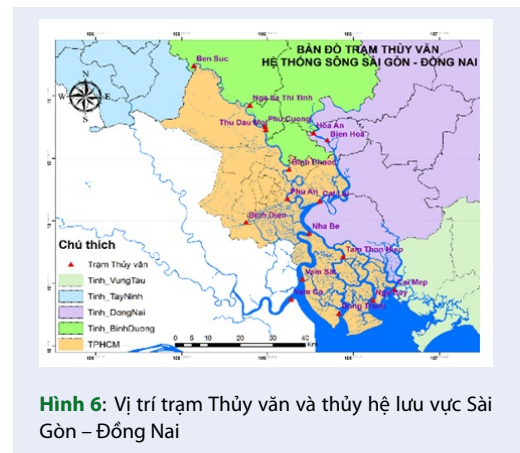 BẢN ĐỒ TRẠM THỦY VĂN
HỆ THỐNG SÔNG SÀI GÒN - ĐỒNG NAI
N
W
E
S
Ben Suc
Nga Ba Thi Tinh
Thu Dau Mot
Phu Cuong
Hoa An
Bien Hoa
Binh Phuoc
Phu An
Cat Lai
Binh Dien
Nha Be
Tam Thon Hiep
Vam Sat
Cai Mep
Chú thích
Trạm Thủy văn
Tinh_VungTau
Tinh_TayNinh
Tinh_DongNai
Tinh_BinhDuong
TPHCM
0 5 10 20 30 40
Hình 6: Vị trí trạm Thủy văn và thủy hệ lưu vực Sài
Gòn – Đồng Nai